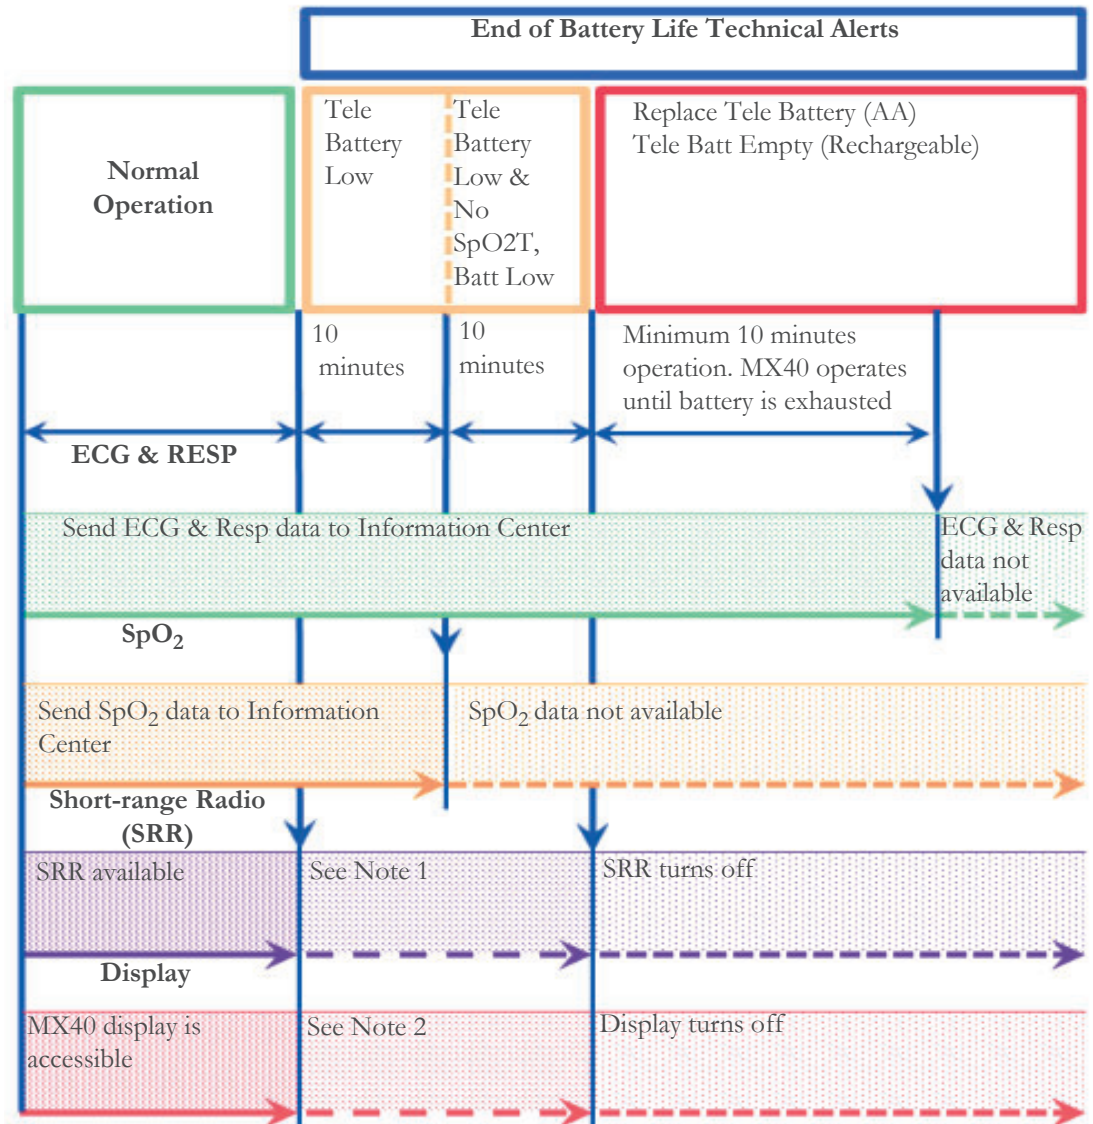 End of Battery Life Technical Alerts
Normal
Operation
Tele
Battery
Low
Tele
Battery
Low &
No
SpO2T,
Batt Low
Replace Tele Battery (AA)
Tele Batt Empty (Rechargeable)
10
minutes
10
minutes
Minimum 10 minutes
operation. MX40 operates
until battery is exhausted
ECG & RESP
Send ECG & Resp data to Information Center
ECG & Resp
data not
available
SpO2
Send SpO2 data to Information
Center
SpO2 data not available
Short-range Radio
(SRR)
SRR available
See Note 1
SRR turns off
Display
MX40 display is
accessible
See Note 2
Display turns off